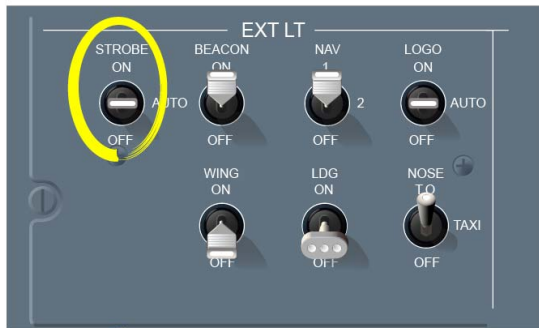 EXT LT
STROBE BEACON NAV LOGO
ON ON 1 ON
AUTO 2 AUTO
OFF OFF OFF OFF
WING LDG NOSE
ON ON T.O
TAXI
OFF OFF OFF